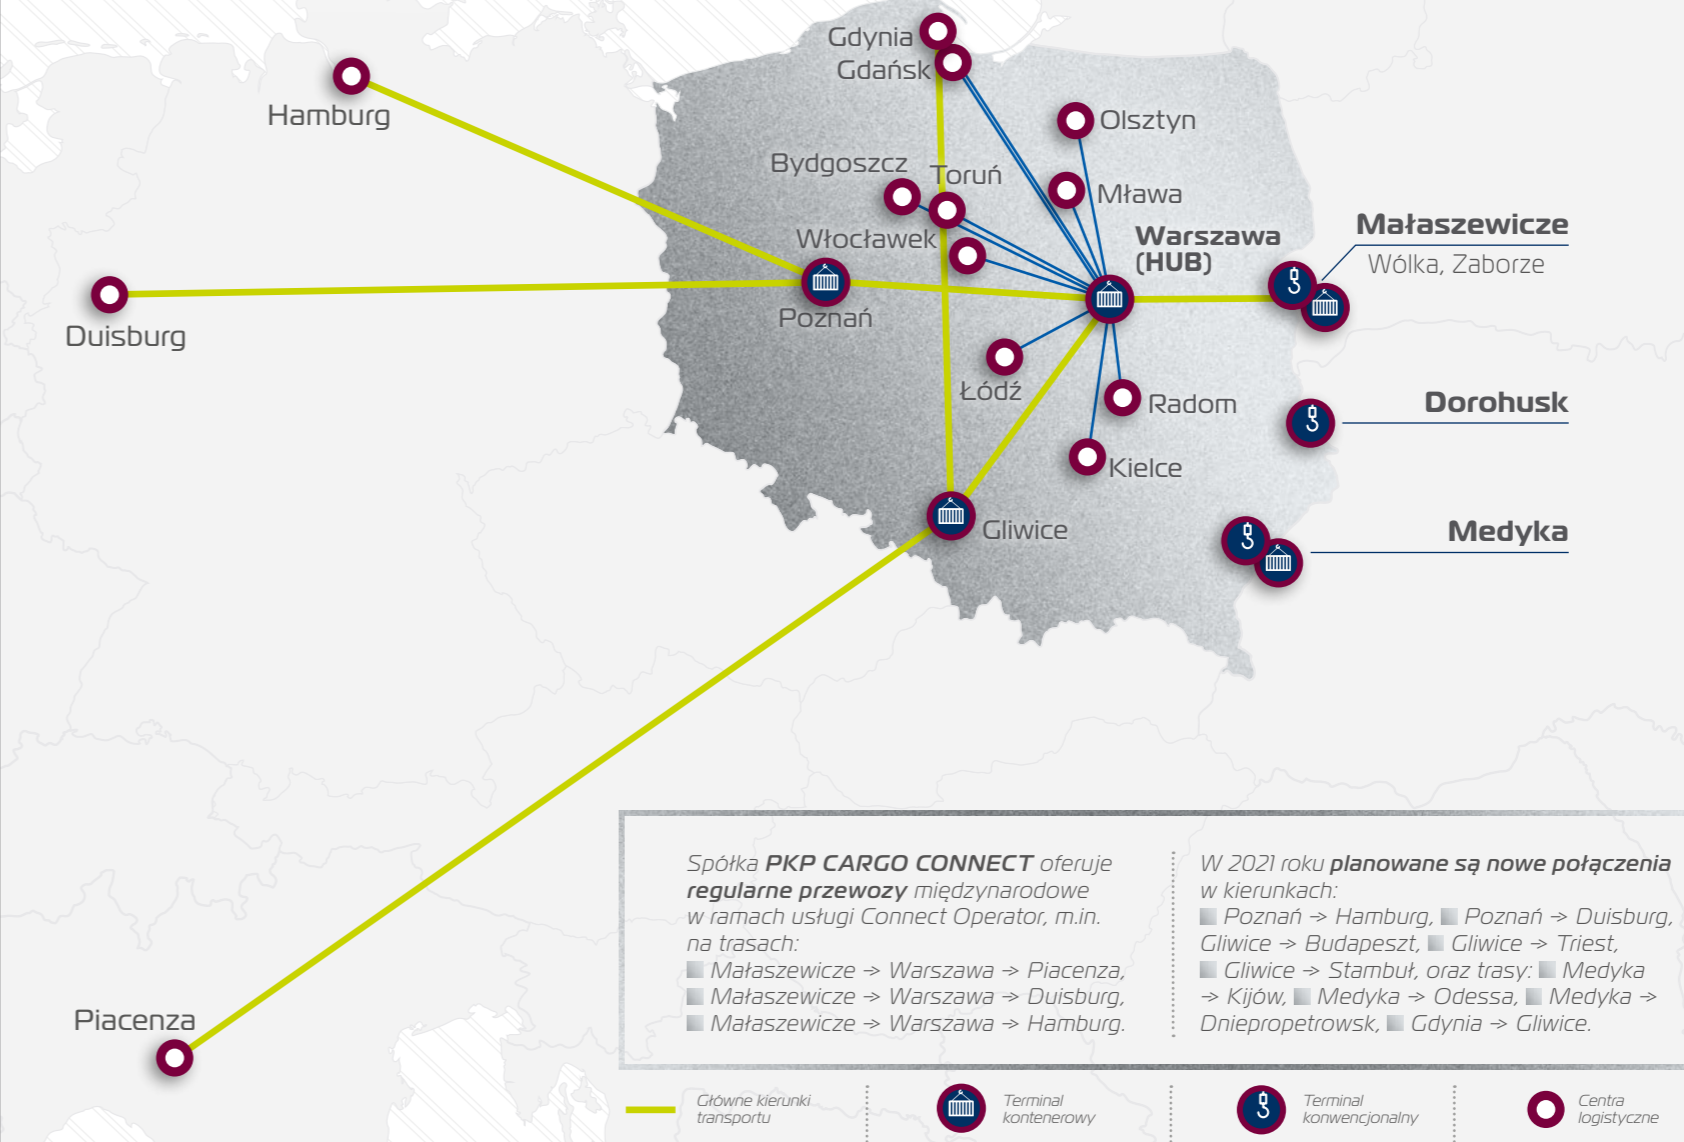 Gdynia
Gdańsk
Hamburg
Olsztyn
Bydgoszcz
Toruń
Mława
Włocławek
Warszawa
(HUB)
Małaszewicze
Wólka, Zaborze
Duisburg
Poznań
Łódź
Radom
Dorohusk
Kielce
Gliwice
Medyka
Piacenza
Spółka PKP CARGO CONNECT oferuje
regularne przewozy międzynarodowe
w ramach usługi Connect Operator, m.in.
na trasach:
Małaszewicze → Warszawa → Piacenza,
Małaszewicze → Warszawa → Duisburg,
Małaszewicze → Warszawa → Hamburg.
W 2021 roku planowane są nowe połączenia
w kierunkach:
Poznań → Hamburg, Poznań → Duisburg,
Gliwice → Budapeszt, Gliwice → Triest,
Gliwice → Stambuł, oraz trasy: Medyka
→ Kijów, Medyka → Odessa, Medyka →
Dniepropetrowsk, Gdynia → Gliwice.
Główne kierunki
transportu
Terminal
kontenerowy
Terminal
konwencjonalny
Centra
logistyczne